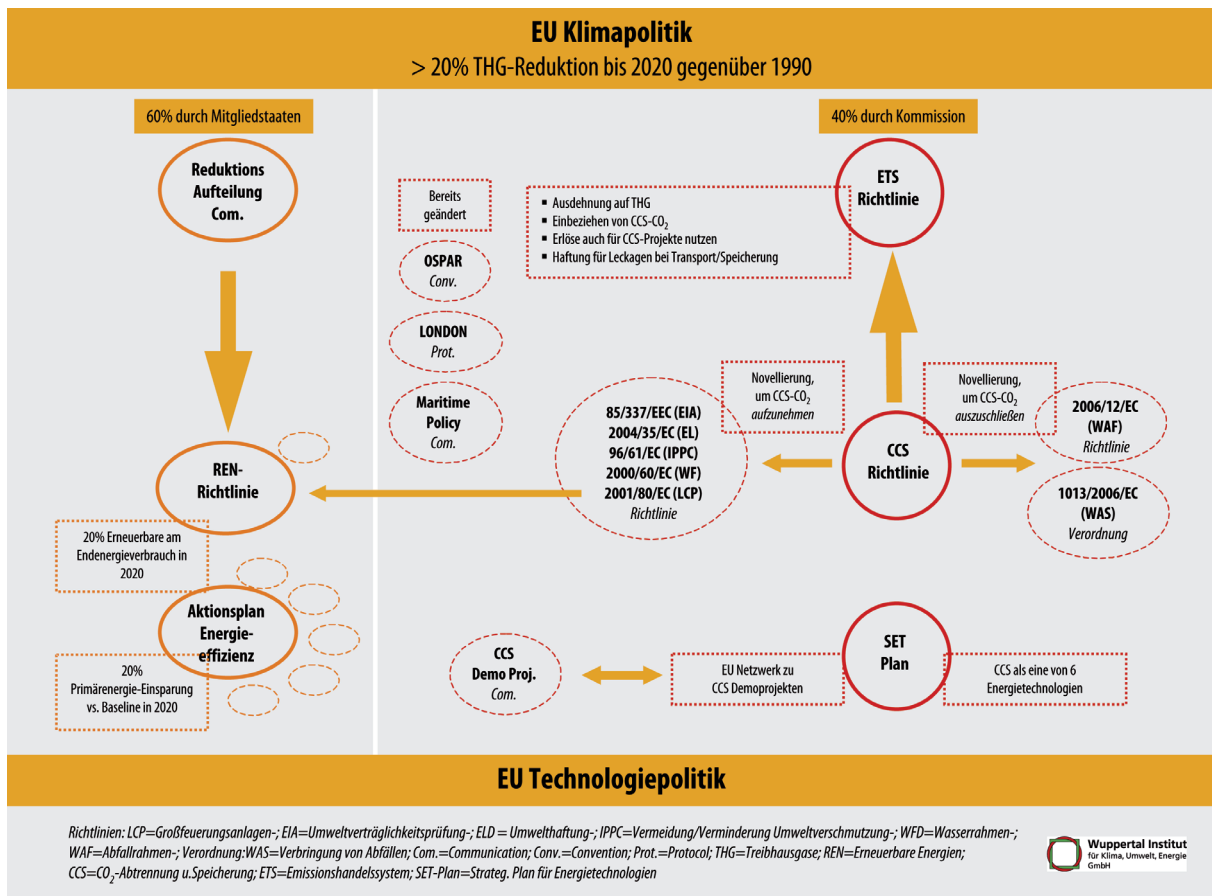 EU Klimapolitik
> 20% THG-Reduktion bis 2020 gegenüber 1990
60% durch Mitgliedstaaten
Reduktions
Aufteilung
Com.
REN-
Richtlinie
20% Erneuerbare am
Endenergieverbrauch in
2020
Aktionsplan
Energie-
effizienz
20%
Primärenergie-Einsparung
vs. Baseline in 2020
40% durch Kommission
ETS
Richtlinie
Bereits
geändert
OSPAR
Conv.
LONDON
Prot.
Maritime
Policy
Com.
▪ Ausdehnung auf THG
▪ Einbeziehen von CCS-CO₂
▪ Erlöse auch für CCS-Projekte nutzen
▪ Haftung für Leckagen bei Transport/Speicherung
85/337/EEC (EIA)
2004/35/EC (EL)
96/61/EC (IPPC)
2000/60/EC (WF)
2001/80/EC (LCP)
Richtlinie
Novellierung,
um CCS-CO₂
aufzunehmen
CCS
Richtlinie
Novellierung,
um CCS-CO₂
auszuschließen
2006/12/EC
(WAF)
Richtlinie
1013/2006/EC
(WAS)
Verordnung
CCS
Demo Proj.
Com.
EU Netzwerk zu
CCS Demoprojekten
SET
Plan
CCS als eine von 6
Energietechnologien
EU Technologiepolitik
Richtlinien: LCP=Großfeuerungsanlagen-; EIA=Umweltverträglichkeitsprüfung-; ELD = Umwelthaftung-; IPPC=Vermeidung/Verminderung Umweltverschmutzung-; WFD=Wasserrahmen-;
WAF=Abfallrahmen-; Verordnung:WAS=Verbringung von Abfällen; Com.=Communication; Conv.=Convention; Prot.=Protocol; THG=Treibhausgase; REN=Erneuerbare Energien;
CCS=CO₂-Abtrennung u.Speicherung; ETS=Emissionshandelssystem; SET-Plan=Strateg. Plan für Energietechnologien
Wuppertal Institut
für Klima, Umwelt, Energie
GmbH